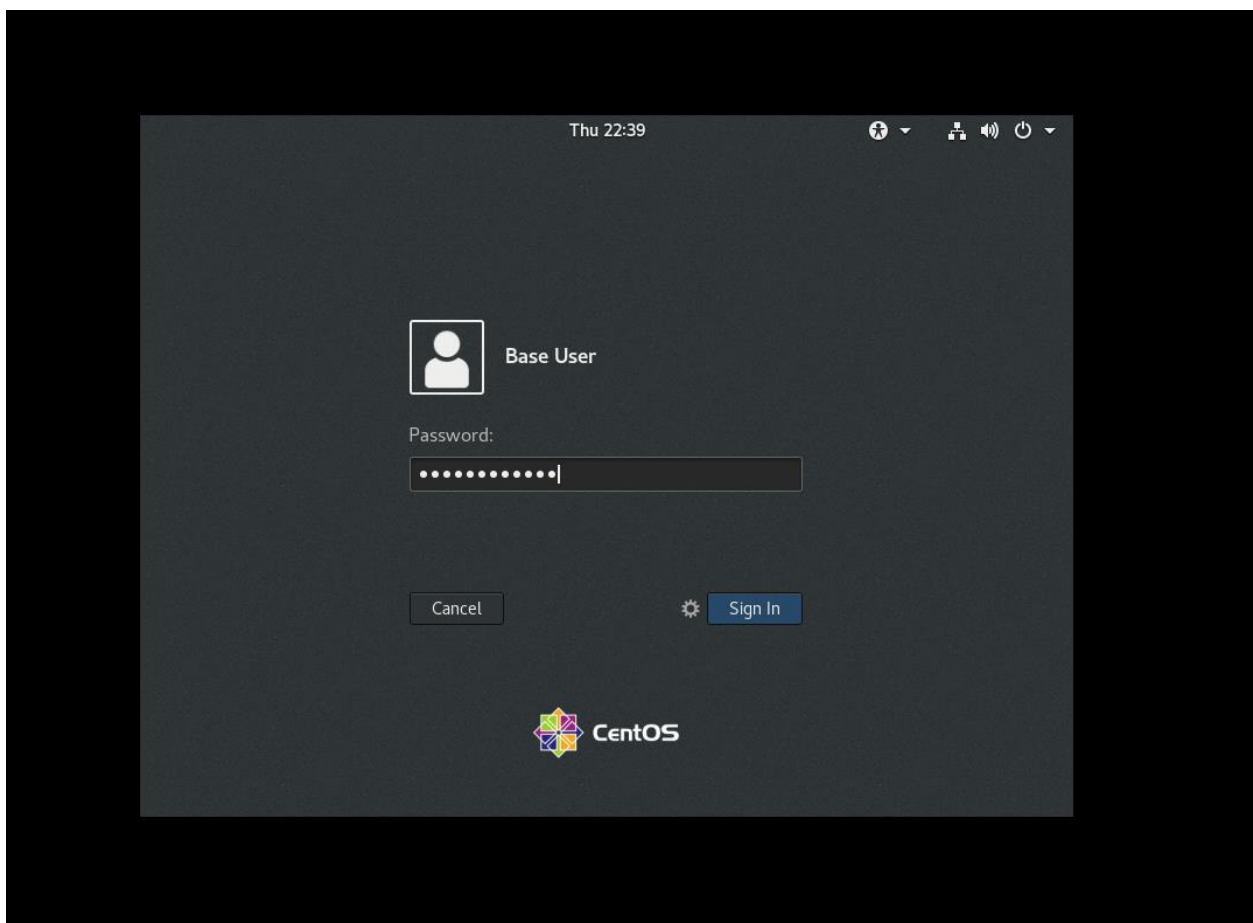 Thu 22:39
Base User
Password:
••••••••••••
Cancel
Sign In
CentOS